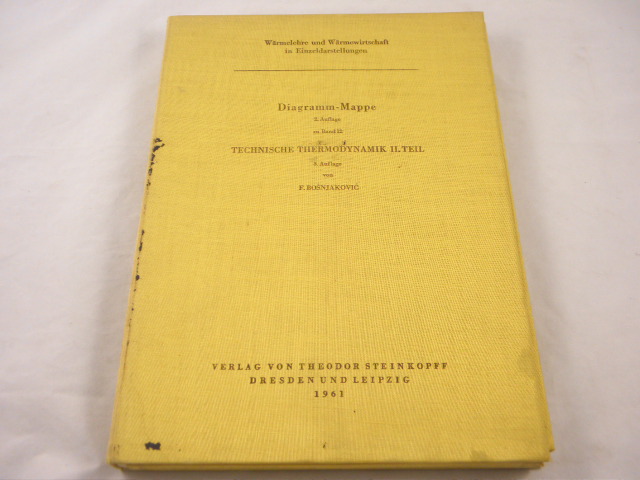 Wärmelehre und Wärmewirtschaft
in Einzeldarstellungen
Diagramm-Mappe
2. Auflage
zu Band 12
TECHNISCHE THERMODYNAMIK II. TEIL
3. Auflage
von
F. BOŠNJAKOVIĆ
VERLAG VON THEODOR STEINKOPFF
DRESDEN UND LEIPZIG
1961